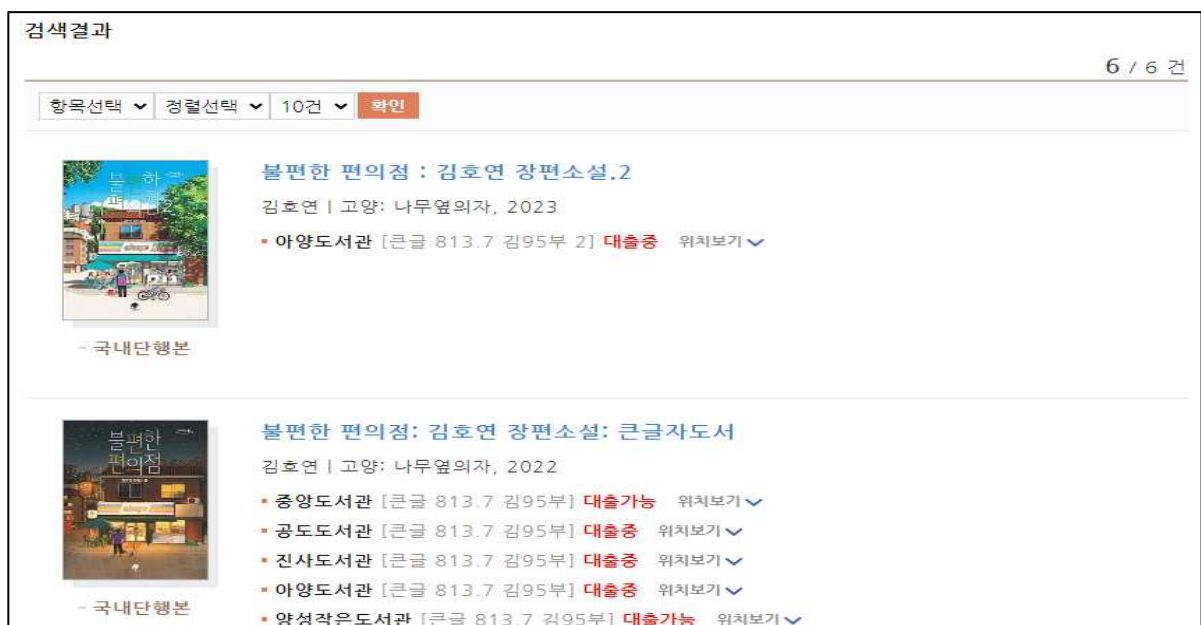 검색결과
6 / 6 건
항목선택 정렬선택 10건 확인
불편한 편의점 : 김호연 장편소설.2
김호연 | 고양: 나무옆의자, 2023
▪ 아양도서관 [큰글 813.7 김95부 2] 대출중 위치보기
- 국내단행본
불편한 편의점
불편한 편의점: 김호연 장편소설: 큰글자도서
김호연 | 고양: 나무옆의자, 2022
▪ 중앙도서관 [큰글 813.7 김95부] 대출가능 위치보기
▪ 공도도서관 [큰글 813.7 김95부] 대출중 위치보기
▪ 진사도서관 [큰글 813.7 김95부] 대출중 위치보기
▪ 아양도서관 [큰글 813.7 김95부] 대출중 위치보기
- 국내단행본
▪ 양성작은도서관 [큰글 813.7 김95부] 대출가능 위치보기